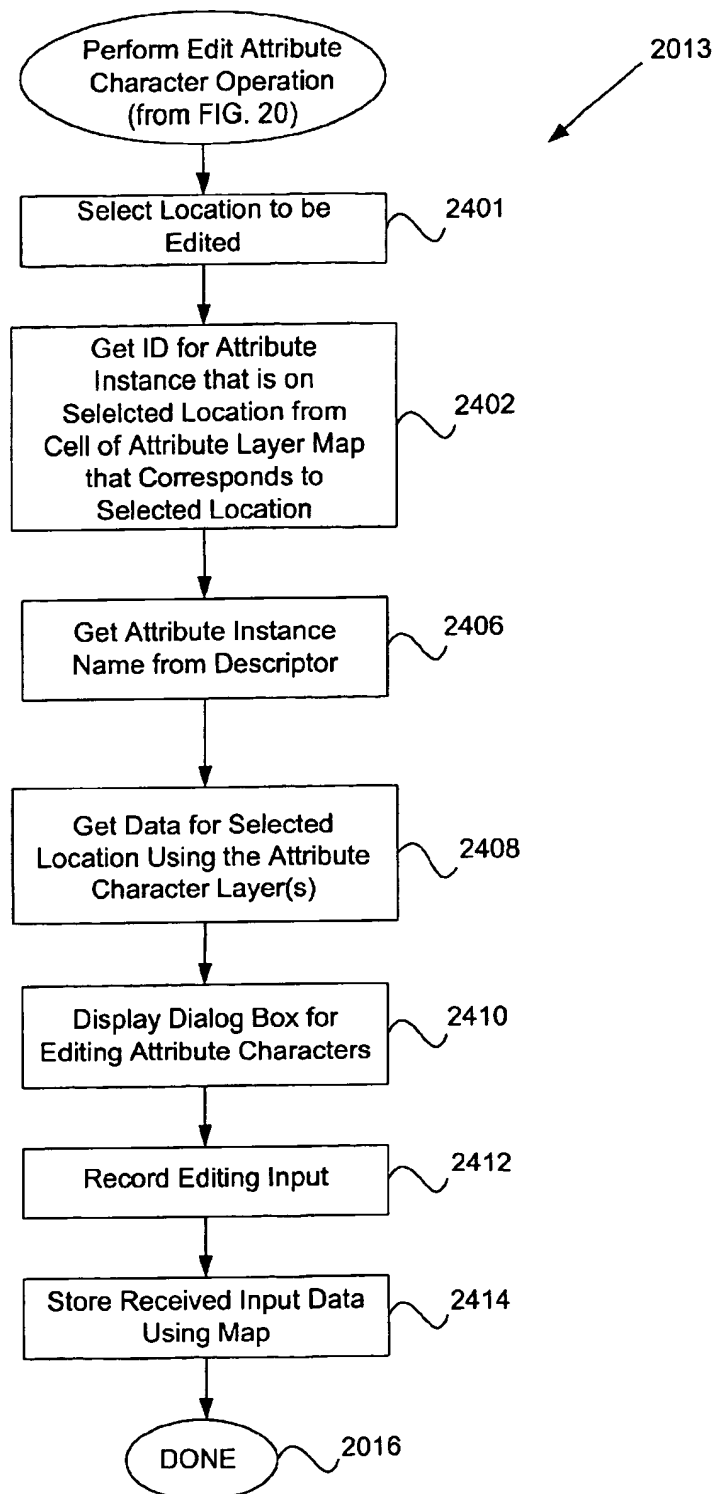 Perform Edit Attribute
Character Operation
(from FIG. 20)
2013
Select Location to be
Edited
2401
Get ID for Attribute
Instance that is on
Selelcted Location from
Cell of Attribute Layer Map
that Corresponds to
Selected Location
2402
Get Attribute Instance
Name from Descriptor
2406
Get Data for Selected
Location Using the Attribute
Character Layer(s)
2408
Display Dialog Box for
Editing Attribute Characters
2410
Record Editing Input
2412
Store Received Input Data
Using Map
2414
DONE
2016